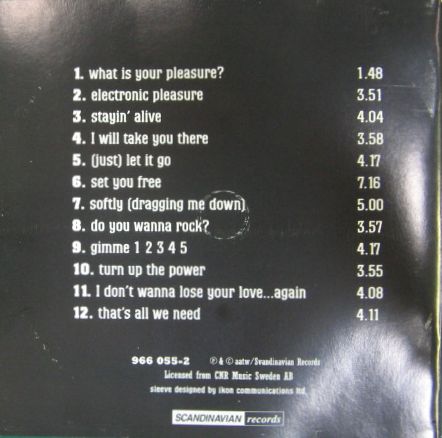 1. what is your pleasure? 1.48
2. electronic pleasure 3.51
3. stayin' alive 4.04
4. I will take you there 3.58
5. (just) let it go 4.17
6. set you free 7.16
7. softly (dragging me down) 5.00
8. do you wanna rock? 3.57
9. gimme 1 2 3 4 5 4.17
10. turn up the power 3.55
11. I don't wanna lose your love...again 4.08
12. that's all we need 4.11
966 055-2 ℗ & © aatw/Scandinavian Records
Licensed from CNR Music Sweden AB
sleeve designed by ikon communications ltd.
SCANDINAVIAN records